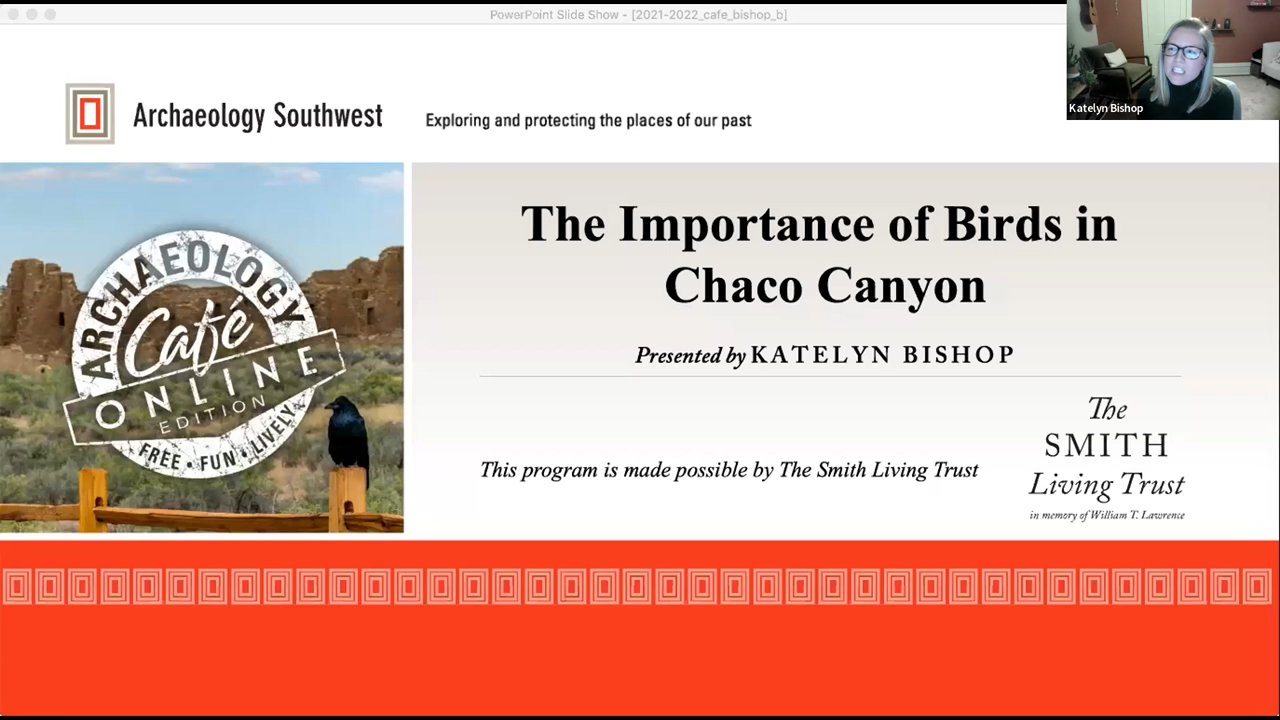 PowerPoint Slide Show - [2021-2022_cafe_bishop_b]
Katelyn Bishop
Archaeology Southwest
Exploring and protecting the places of our past
ARCHAEOLOGY
Café
ONLINE
EDITION
FREE • FUN • LIVELY
The Importance of Birds in
Chaco Canyon
Presented by KATELYN BISHOP
This program is made possible by The Smith Living Trust
The
SMITH
Living Trust
in memory of William T. Lawrence